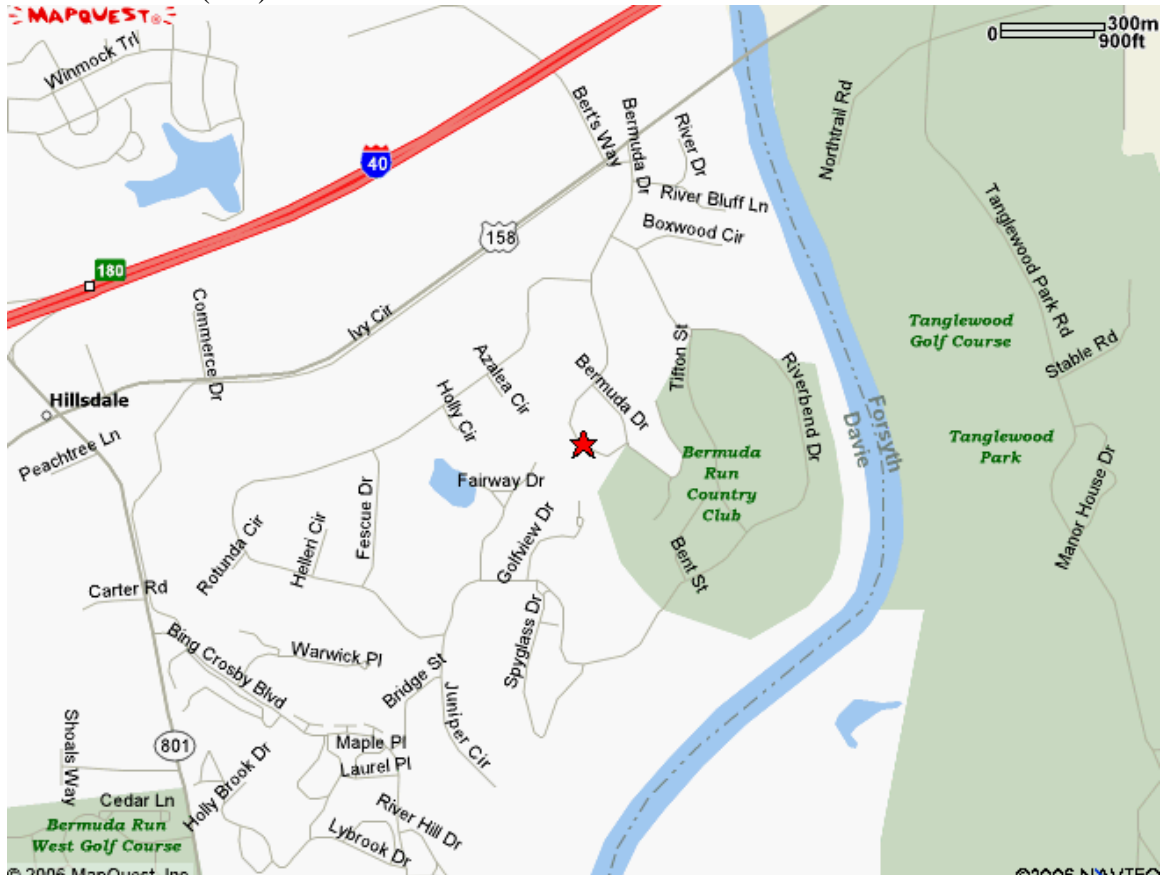 MAPQUEST®
300m
0
900ft
Winmock Trl
Bert's Way
Bermuda Dr
River Dr
Northtrail Rd
40
River Bluff Ln
Boxwood Cir
158
180
Tanglewood Park Rd
Commerce Dr
Ivy Cir
Tanglewood
Golf Course
Stable Rd
Azalea Cir
Tifton St
Bermuda Dr
Riverbend Dr
Hillsdale
Holly Cir
Forsyth
Davie
Peachtree Ln
Tanglewood
Park
Bermuda
Run
Country
Club
Fairway Dr
Manor House Dr
Fescue Dr
Golfview Dr
Rotunda Cir
Helleri Cir
Bent St
Carter Rd
Spyglass Dr
Bing Crosby Blvd
Warwick Pl
Bridge St
Juniper Cir
Shoals Way
801
Maple Pl
Laurel Pl
Holly Brook Dr
Cedar Ln
River Hill Dr
Bermuda Run
West Golf Course
Lybrook Dr
© 2006 MapQuest, Inc.
©2006 NAVTEQ